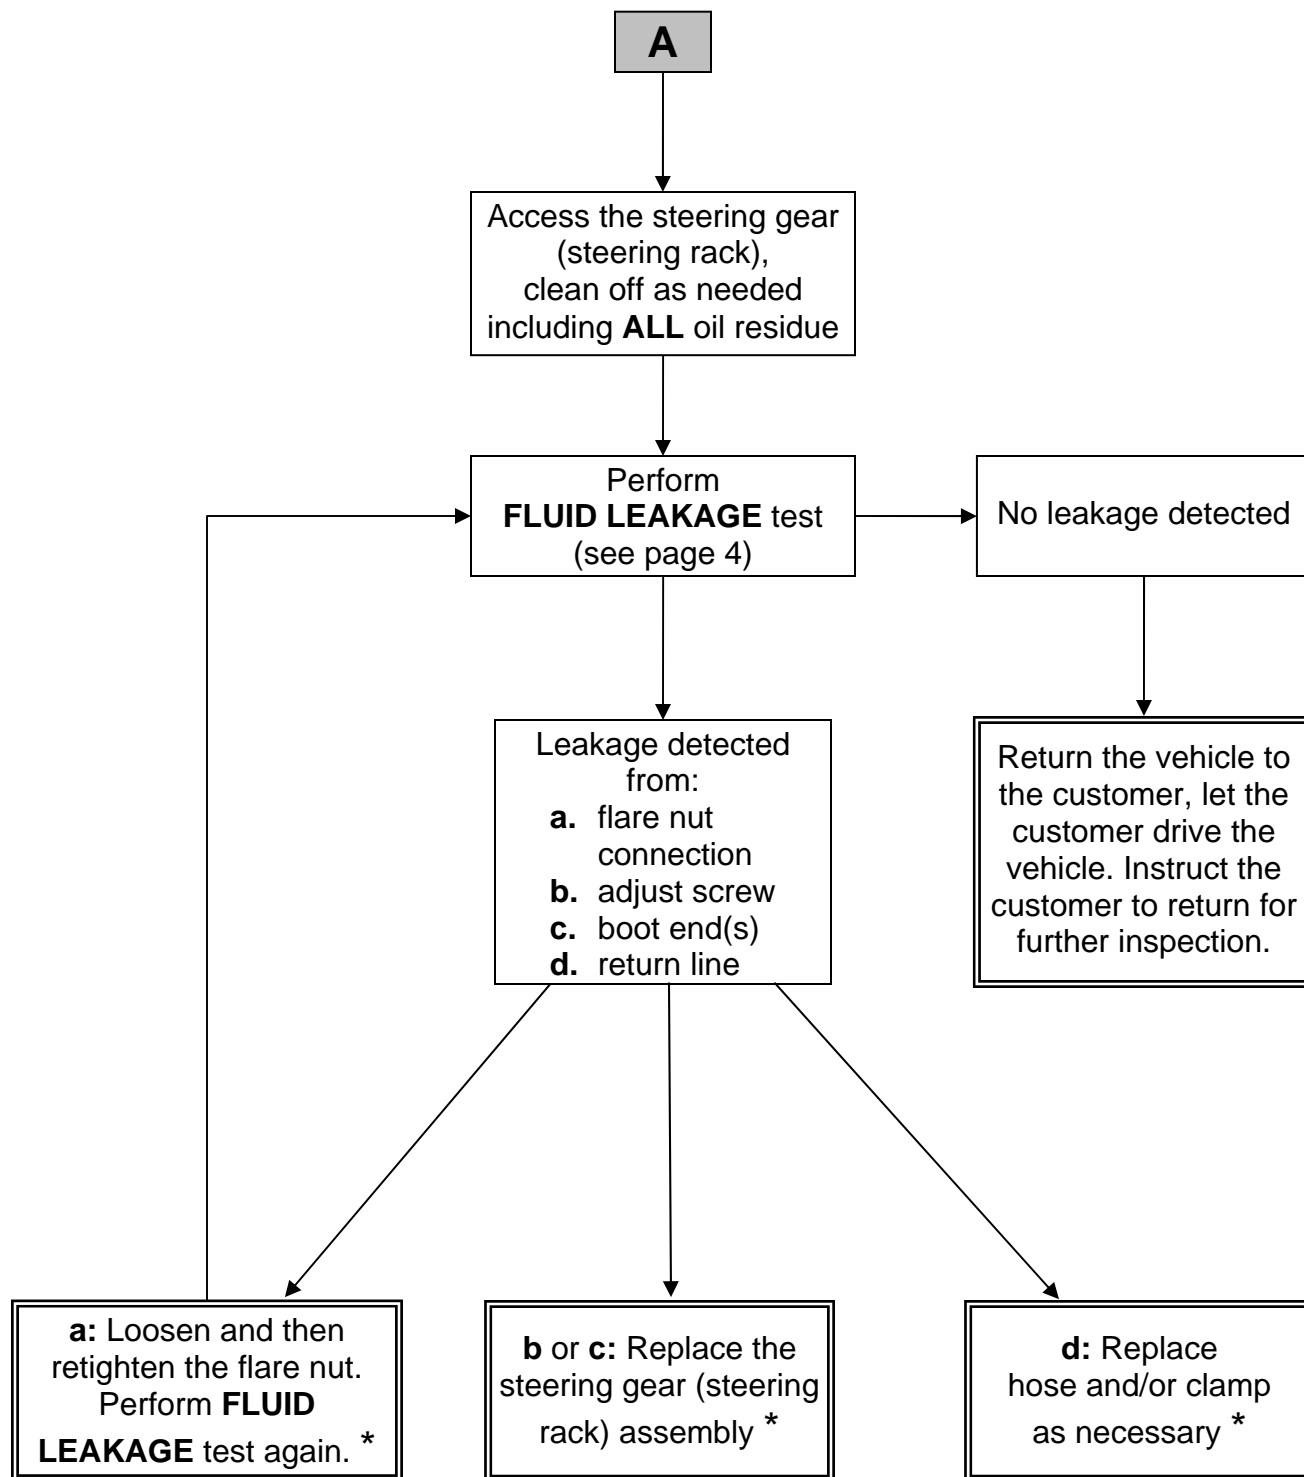 A
Access the steering gear
(steering rack),
clean off as needed
including ALL oil residue
Perform
FLUID LEAKAGE test
(see page 4)
No leakage detected
Leakage detected
from:
a. flare nut
connection
b. adjust screw
c. boot end(s)
d. return line
Return the vehicle to
the customer, let the
customer drive the
vehicle. Instruct the
customer to return for
further inspection.
a: Loosen and then
retighten the flare nut.
Perform FLUID
LEAKAGE test again. *
b or c: Replace the
steering gear (steering
rack) assembly *
d: Replace
hose and/or clamp
as necessary *